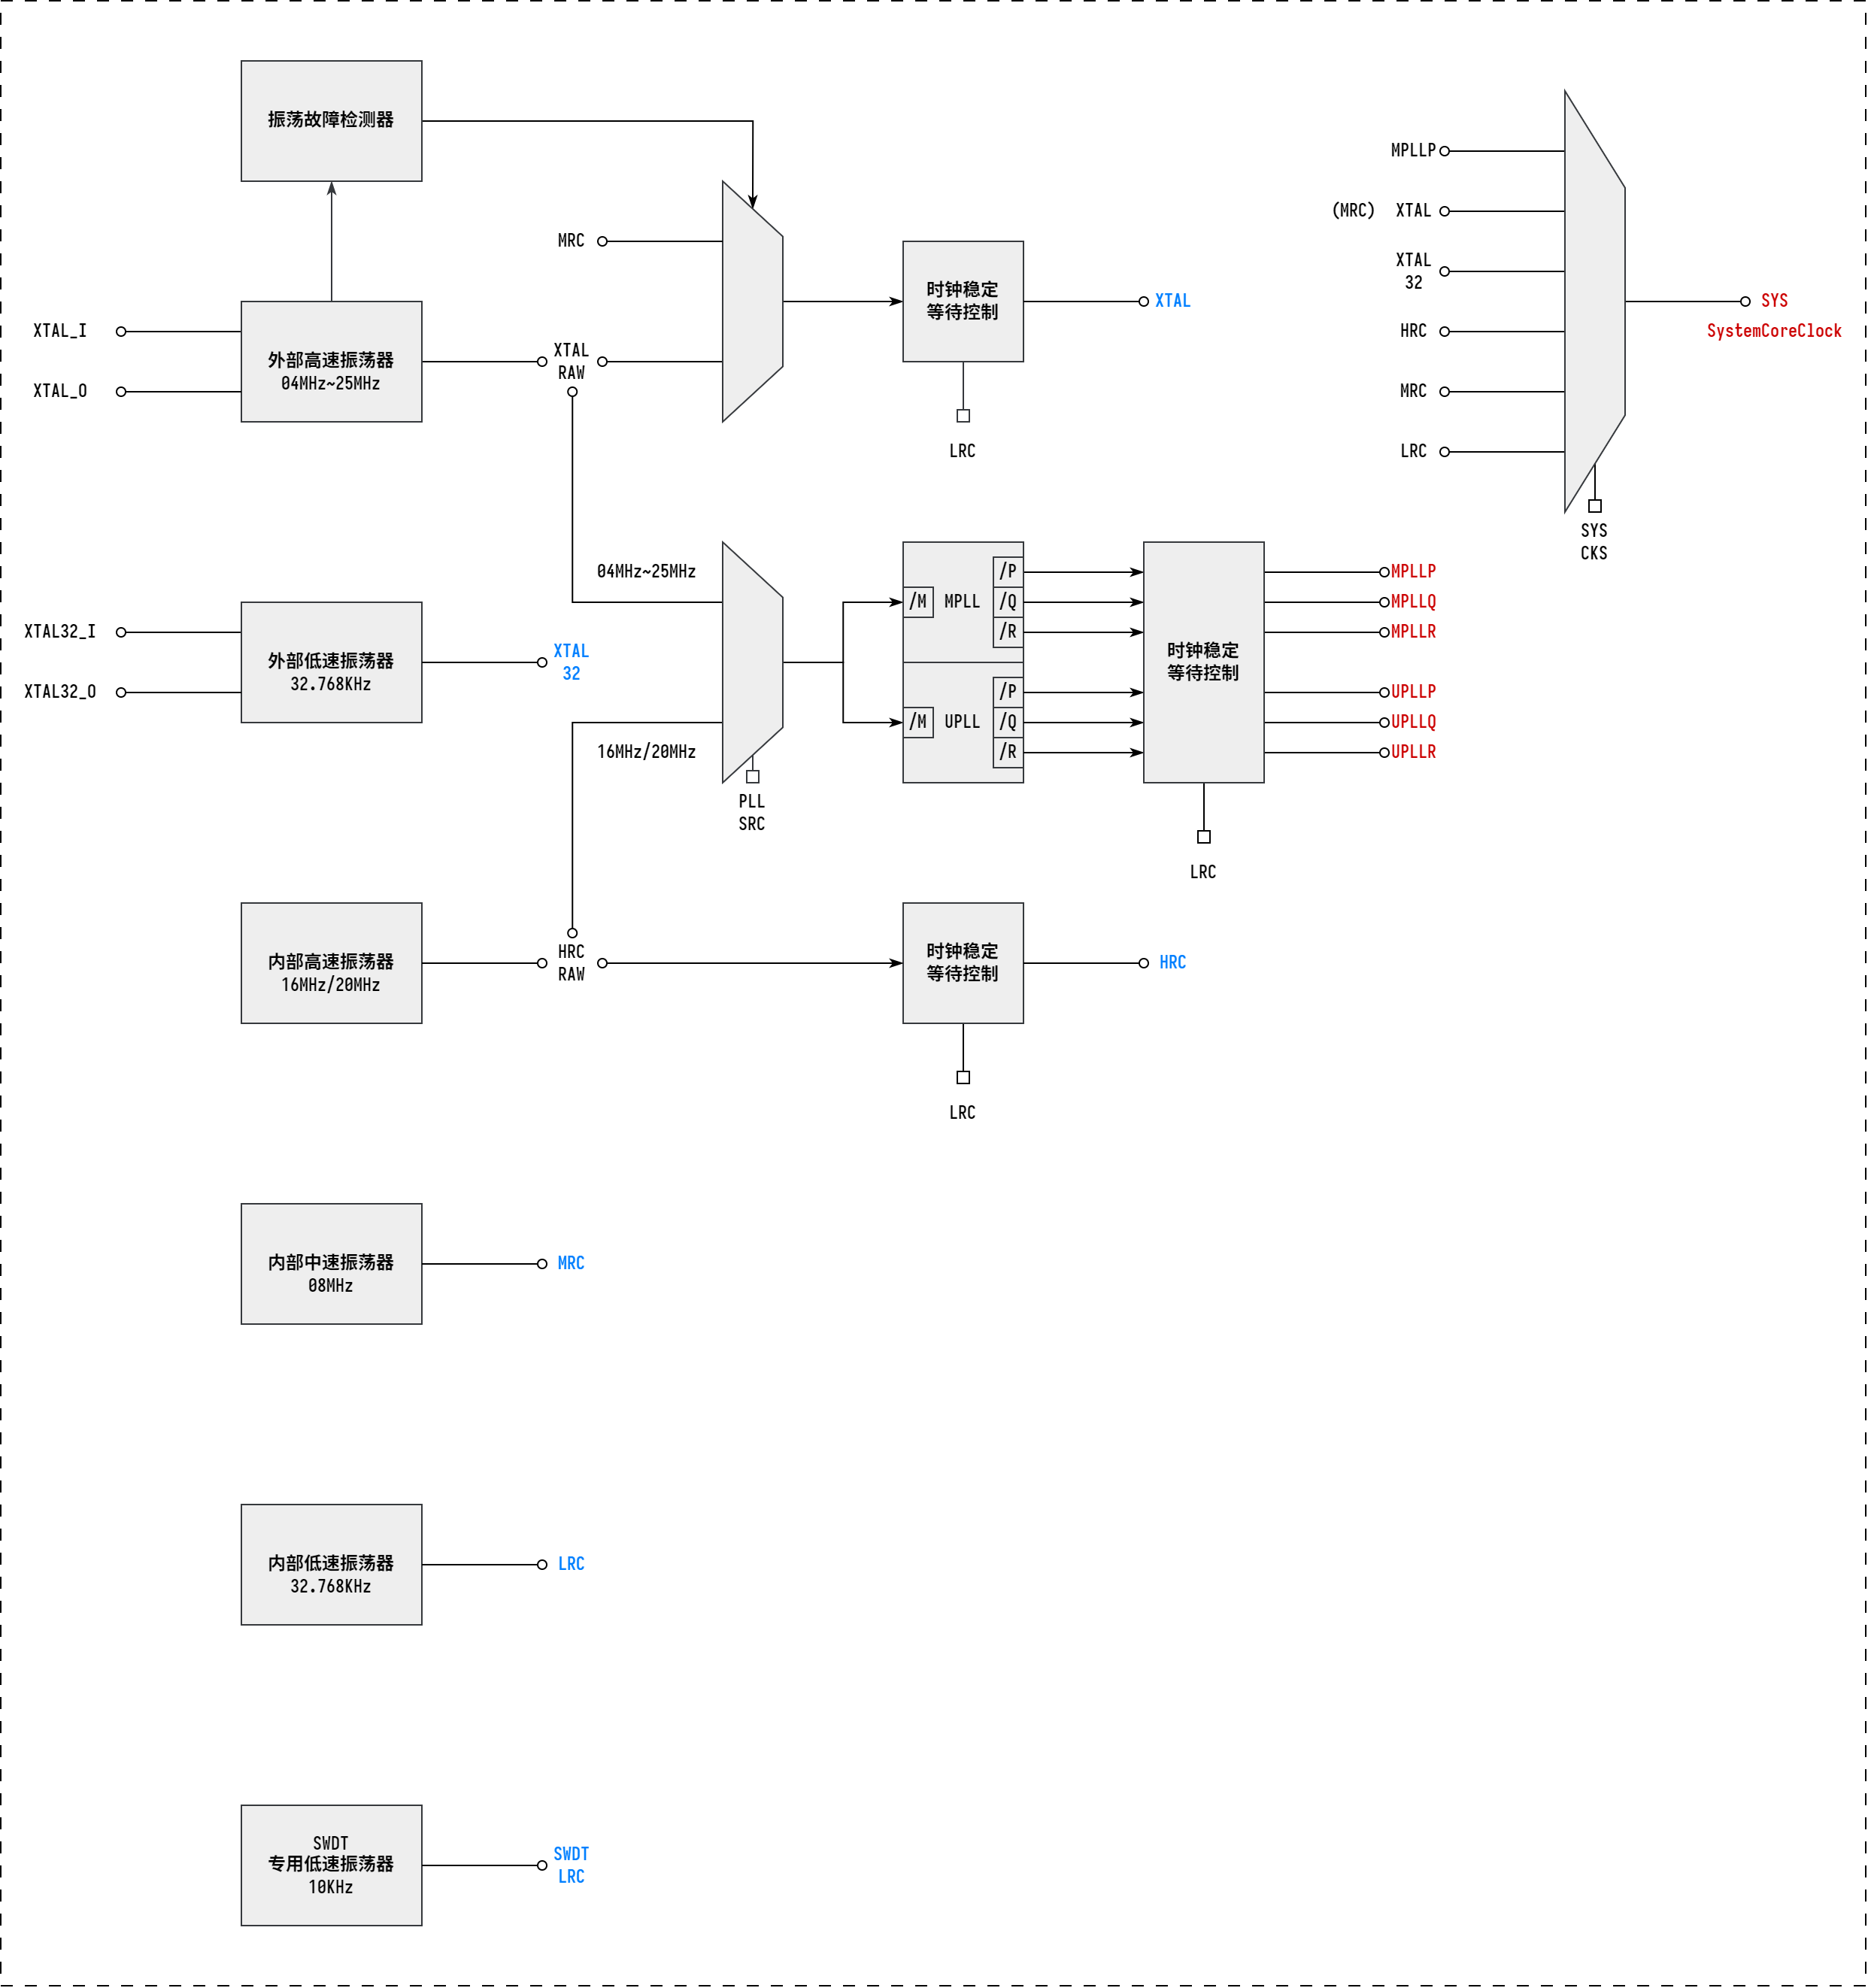 振荡故障检测器
MPLLP
(MRC) XTAL
MRC
XTAL
32
时钟稳定
等待控制
XTAL
SYS
XTAL_I
HRC
SystemCoreClock
外部高速振荡器
04MHz~25MHz
XTAL
RAW
XTAL_O
MRC
LRC
LRC
SYS
CKS
04MHz~25MHz
/P
MPLLP
/M
MPLL
/Q
MPLLQ
XTAL32_I
/R
MPLLR
外部低速振荡器
32.768KHz
XTAL
32
时钟稳定
等待控制
XTAL32_O
/P
UPLLP
/M
UPLL
/Q
UPLLQ
16MHz/20MHz
/R
UPLLR
PLL
SRC
LRC
内部高速振荡器
16MHz/20MHz
HRC
RAW
时钟稳定
等待控制
HRC
LRC
内部中速振荡器
08MHz
MRC
内部低速振荡器
32.768KHz
LRC
SWDT
专用低速振荡器
10KHz
SWDT
LRC